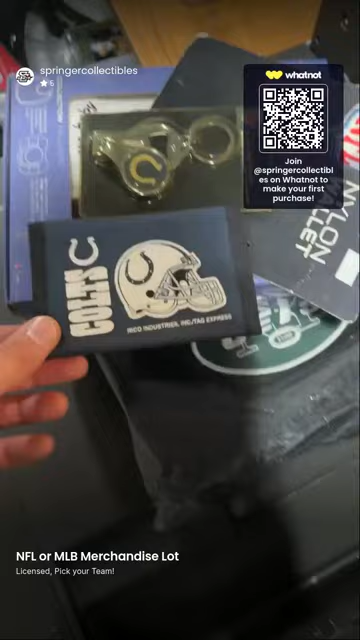 springercollectibles
★5
whatnot
Join
@springercollectibl
es on Whatnot to
make your first
purchase!
NYLON
WALLET
COLTS
RICO INDUSTRIES, INC./TAG EXPRESS
NFL or MLB Merchandise Lot
Licensed, Pick your Team!